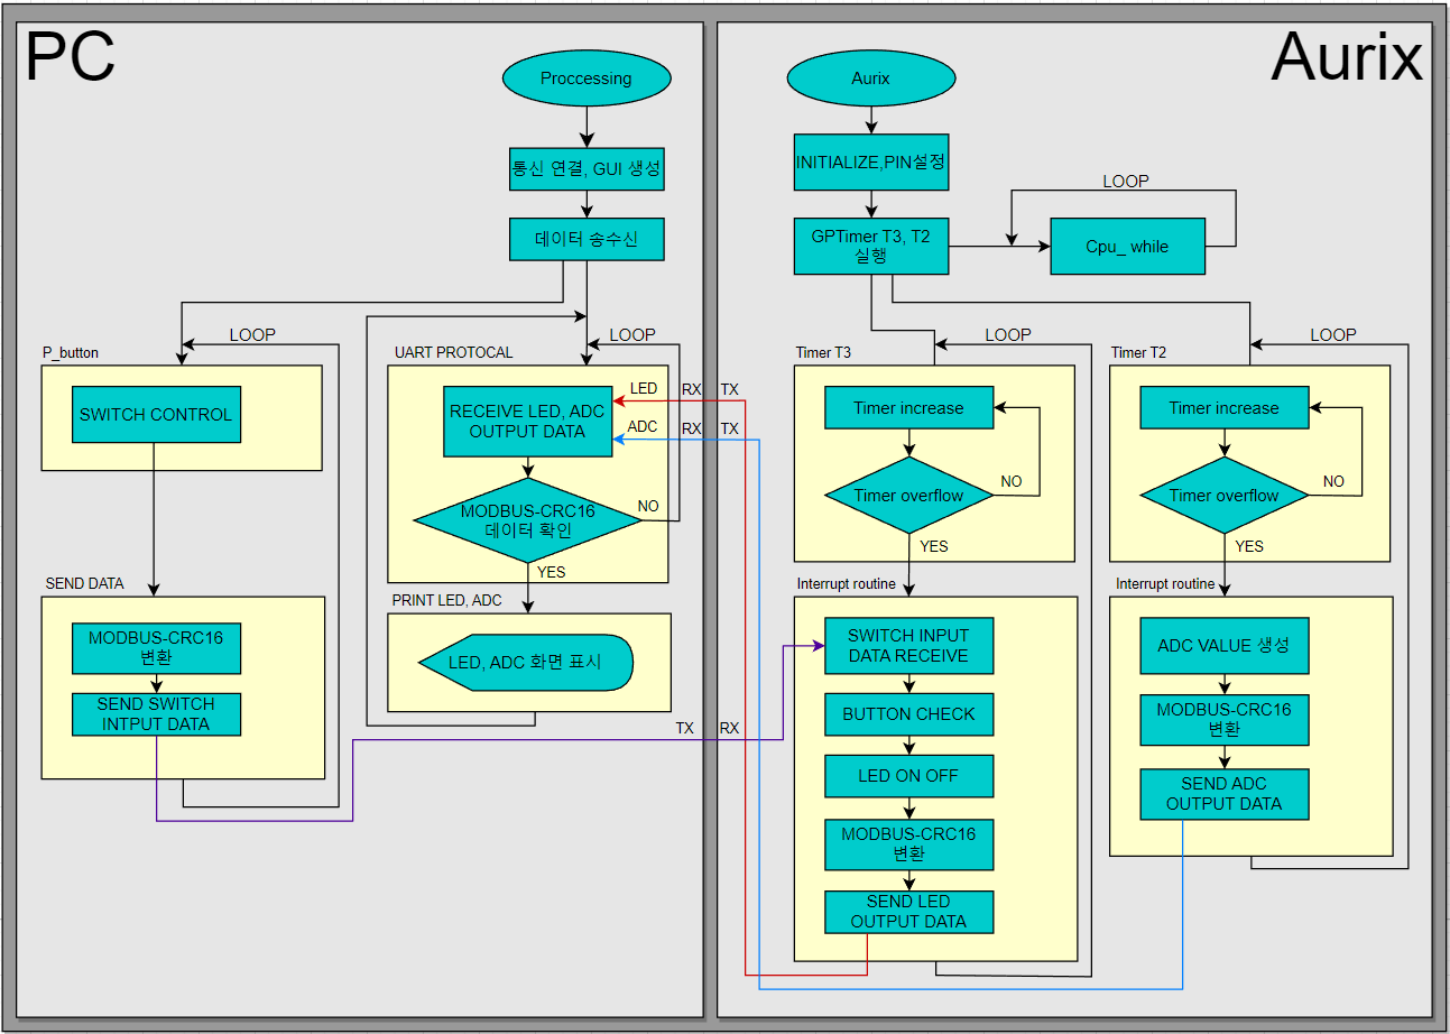 PC
Proccessing
통신 연결, GUI 생성
데이터 송수신
LOOP
P_button
SWITCH CONTROL
SEND DATA
MODBUS-CRC16
변환
SEND SWITCH
INTPUT DATA
LOOP
UART PROTOCAL
RECEIVE LED, ADC
OUTPUT DATA
LED
RX
TX
ADC
RX
TX
MODBUS-CRC16
데이터 확인
NO
YES
PRINT LED, ADC
LED, ADC 화면 표시
TX
RX
Aurix
Aurix
INITIALIZE,PIN설정
GPTimer T3, T2
실행
LOOP
Cpu_ while
LOOP
Timer T3
Timer increase
Timer overflow
NO
YES
Interrupt routine
SWITCH INPUT
DATA RECEIVE
BUTTON CHECK
LED ON OFF
MODBUS-CRC16
변환
SEND LED
OUTPUT DATA
LOOP
Timer T2
Timer increase
Timer overflow
NO
YES
Interrupt routine
ADC VALUE 생성
MODBUS-CRC16
변환
SEND ADC
OUTPUT DATA